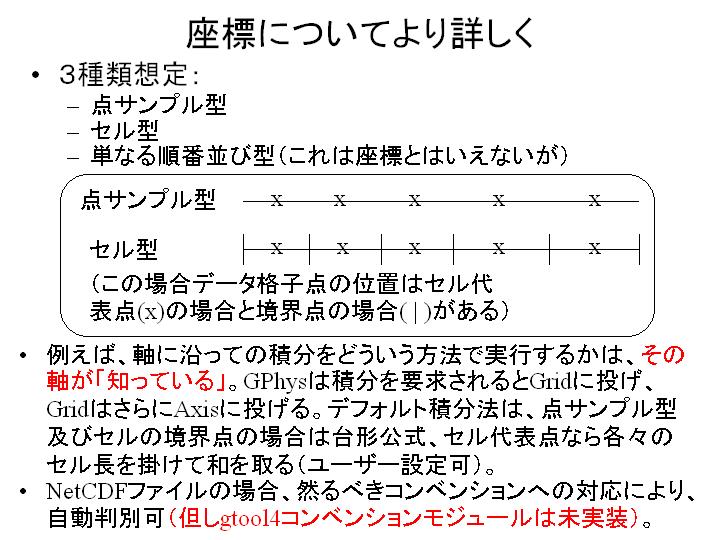 座標についてより詳しく
• ３種類想定：
– 点サンプル型
– セル型
– 単なる順番並び型（これは座標とはいえないが）
点サンプル型 x x x x x
セル型 x x x x x
（この場合データ格子点の位置はセル代
表点(x)の場合と境界点の場合(|)がある）
• 例えば、軸に沿っての積分をどういう方法で実行するかは、その
軸が「知っている」。GPhysは積分を要求されるとGridに投げ、
GridはさらにAxisに投げる。デフォルト積分法は、点サンプル型
及びセルの境界点の場合は台形公式、セル代表点なら各々の
セル長を掛けて和を取る（ユーザー設定可）。
• NetCDFファイルの場合、然るべきコンベンションへの対応により、
自動判別可（但しgtool4コンベンションモジュールは未実装）。